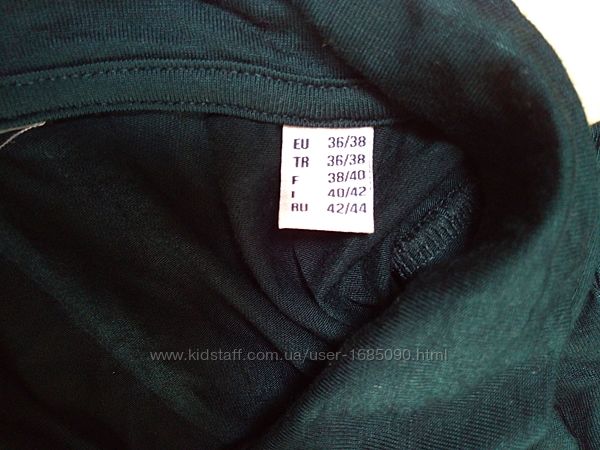 EU 36/38
TR 36/38
F 38/40
I 40/42
RU 42/44
www.kidstaff.com.ua/user-1685090.html